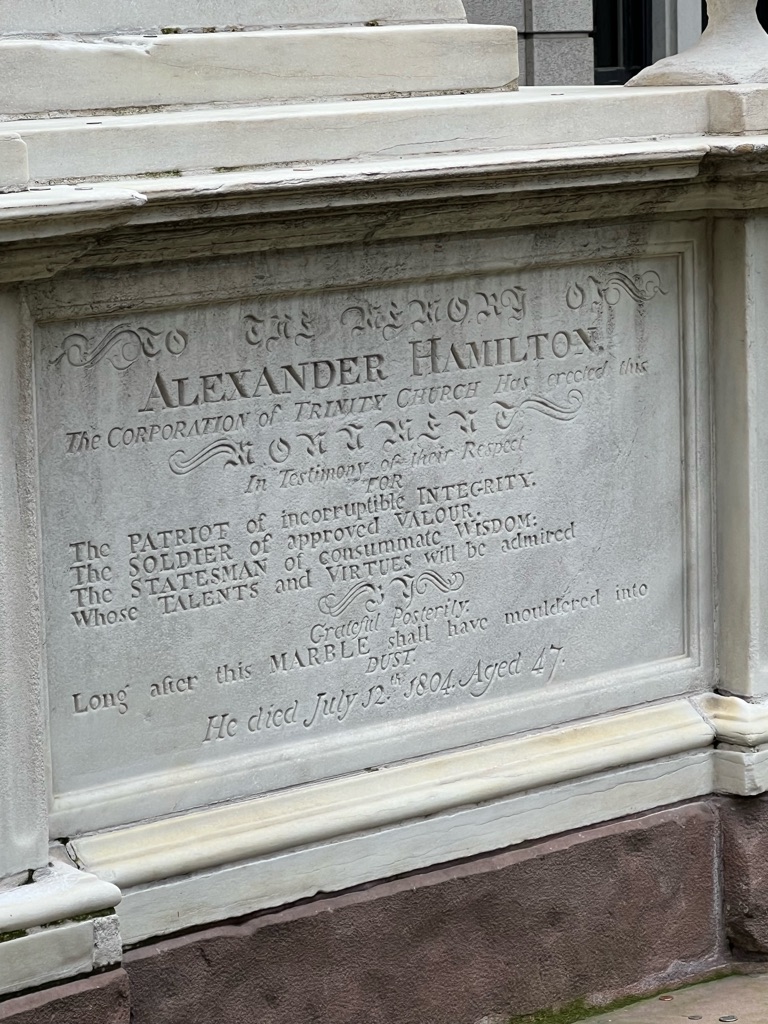 TO THE MEMORY OF
ALEXANDER HAMILTON.
The CORPORATION of TRINITY CHURCH Has erected this
MONUMENT
In Testimony of their Respect
FOR
The PATRIOT of incorruptible INTEGRITY.
The SOLDIER of approved VALOUR.
The STATESMAN of consummate WISDOM:
Whose TALENTS and VIRTUES will be admired
BY
Grateful Posterity.
Long after this MARBLE shall have mouldered into
DUST.
He died July 12.th 1804. Aged 47.